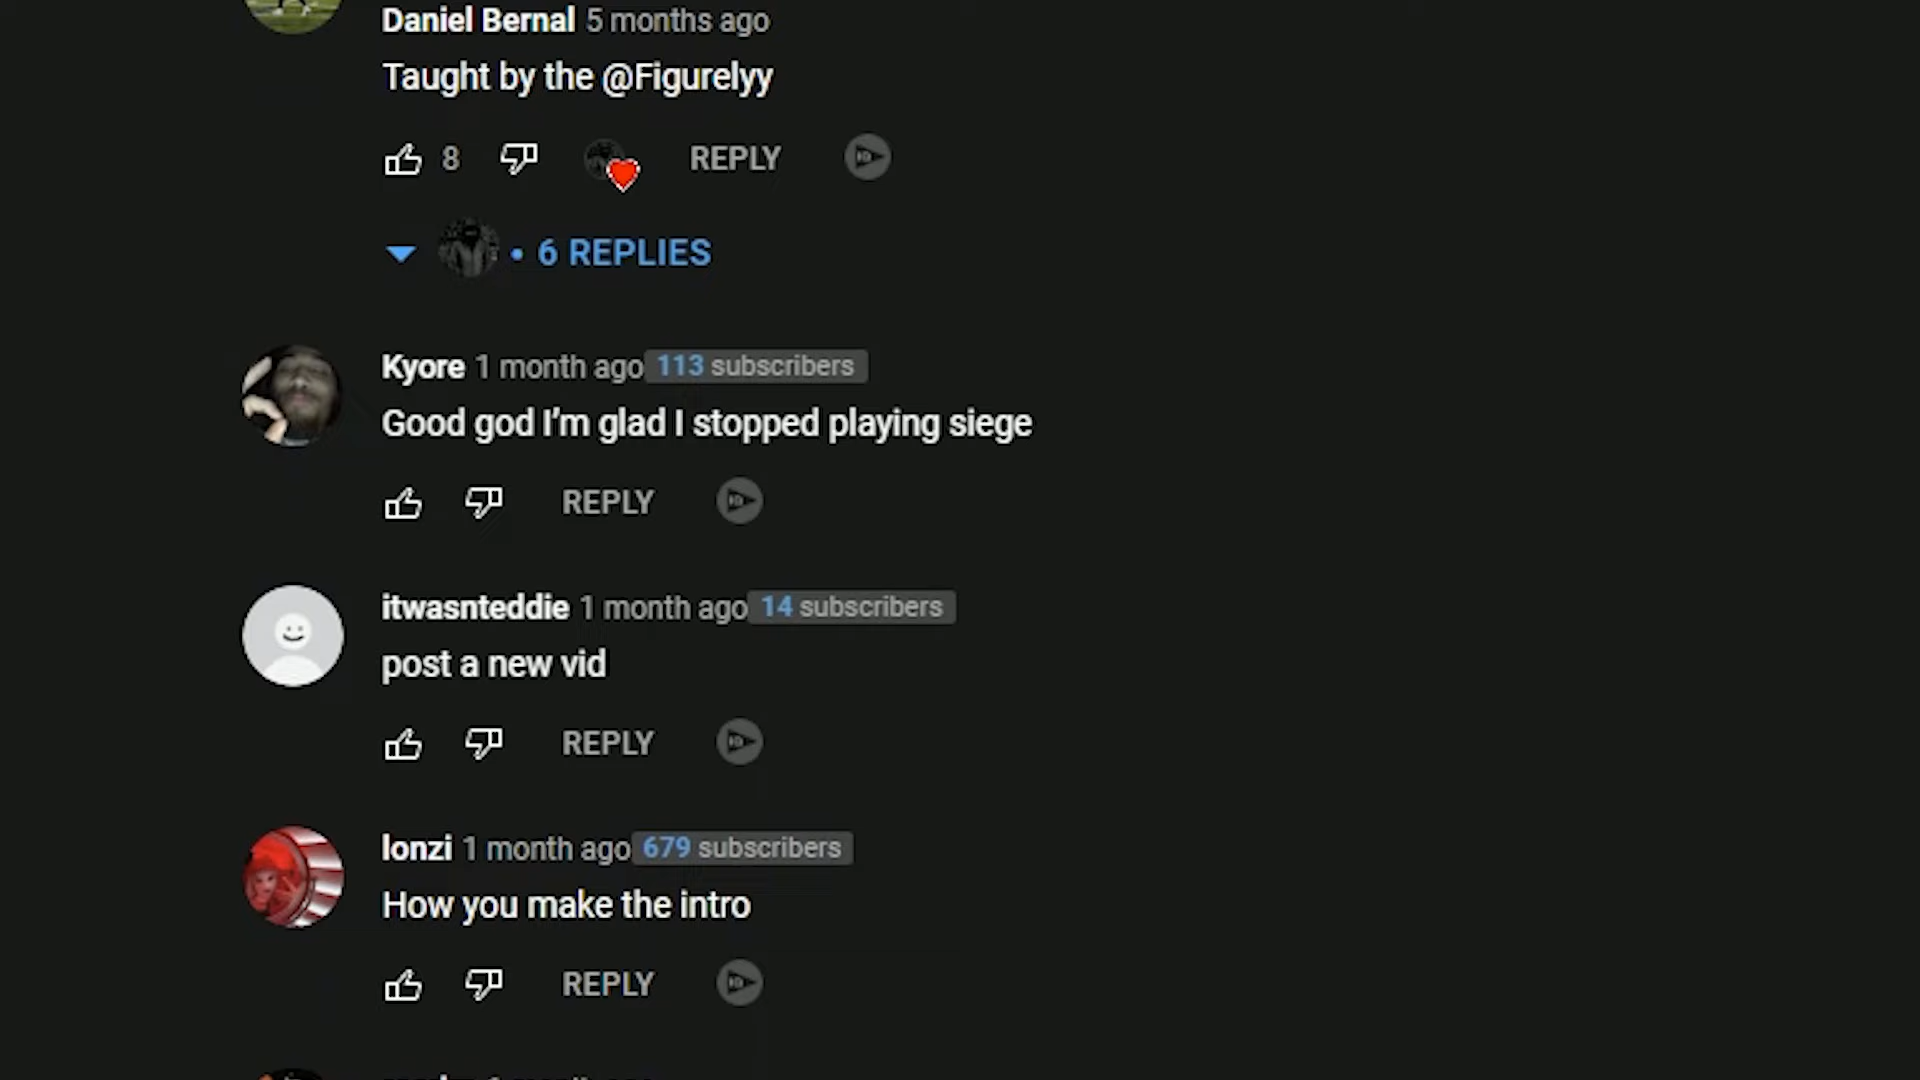 Daniel Bernal 5 months ago
Taught by the @Figurelyy
8 REPLY
• 6 REPLIES
Kyore 1 month ago 113 subscribers
Good god I'm glad I stopped playing siege
REPLY
itwasnteddie 1 month ago 14 subscribers
post a new vid
REPLY
lonzi 1 month ago 679 subscribers
How you make the intro
REPLY